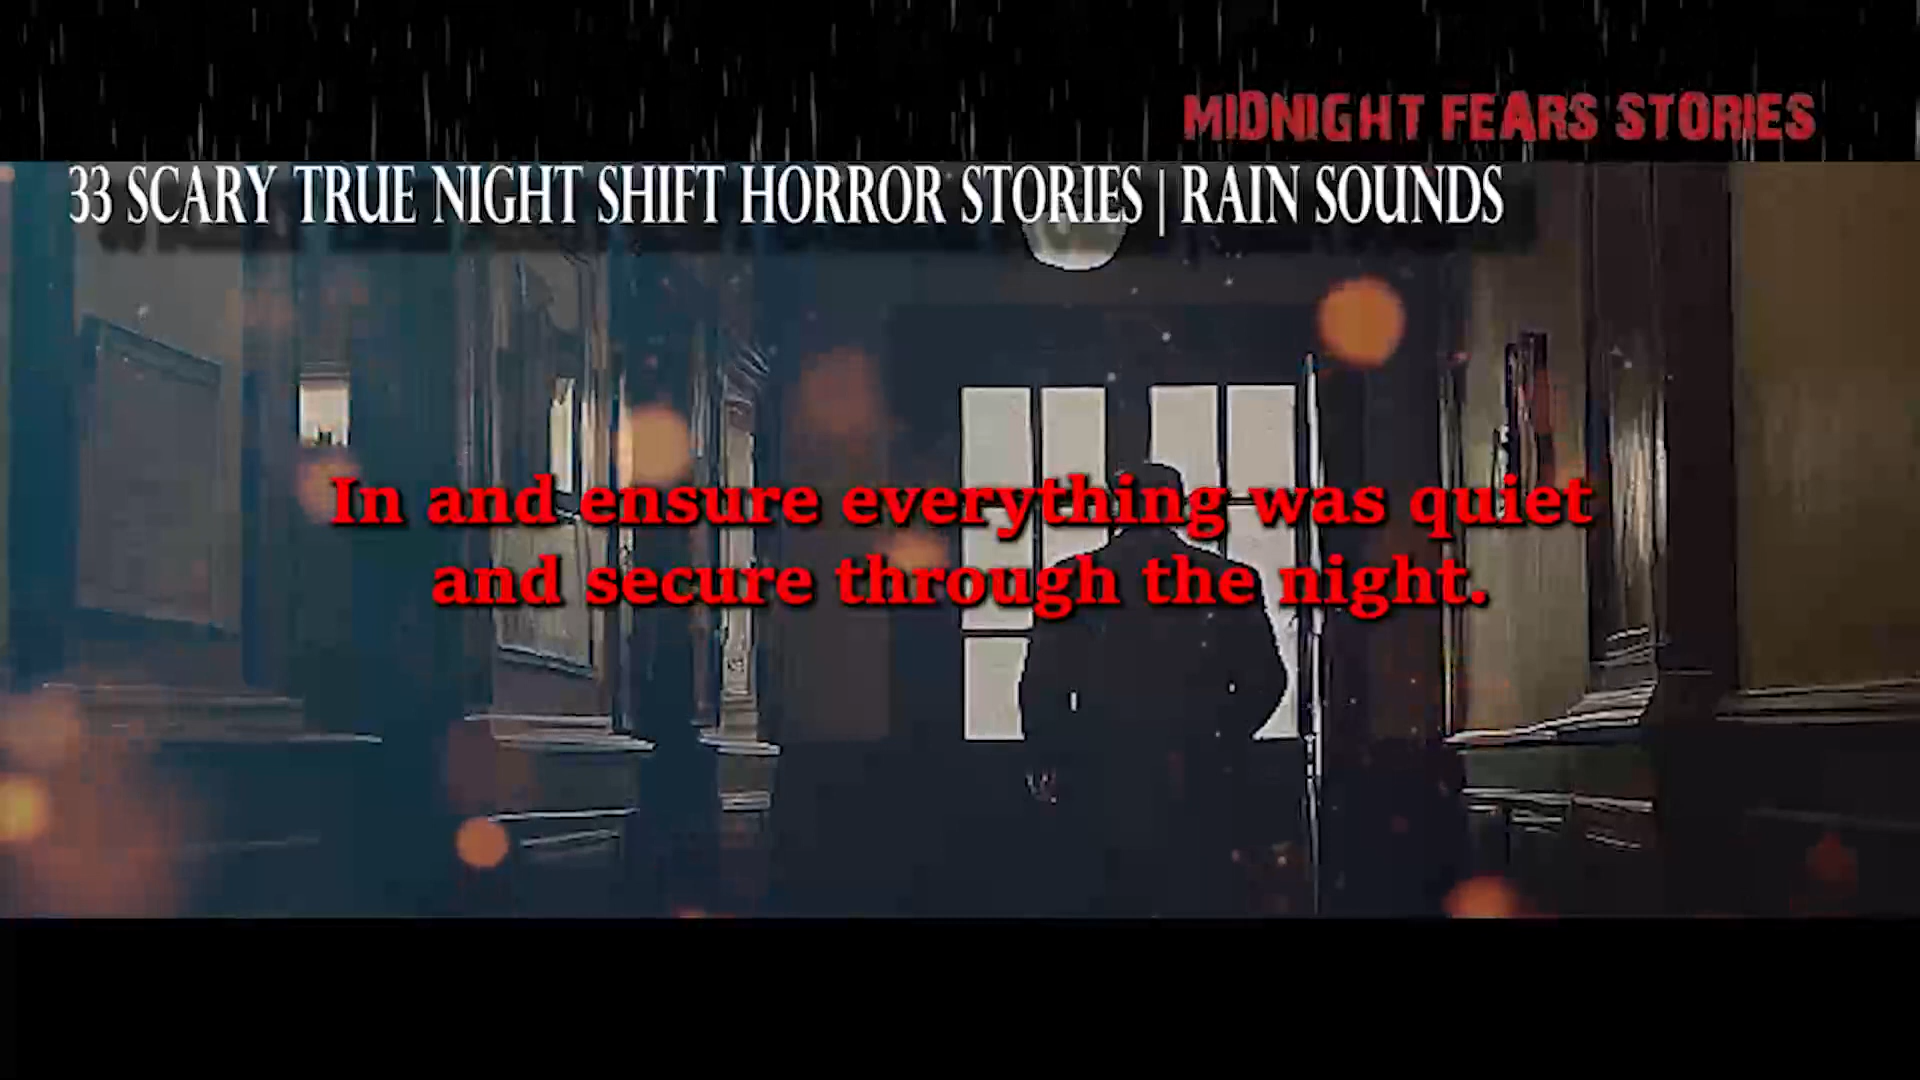 MIDNIGHT FEARS STORIES
33 SCARY TRUE NIGHT SHIFT HORROR STORIES | RAIN SOUNDS
In and ensure everything was quiet
and secure through the night.